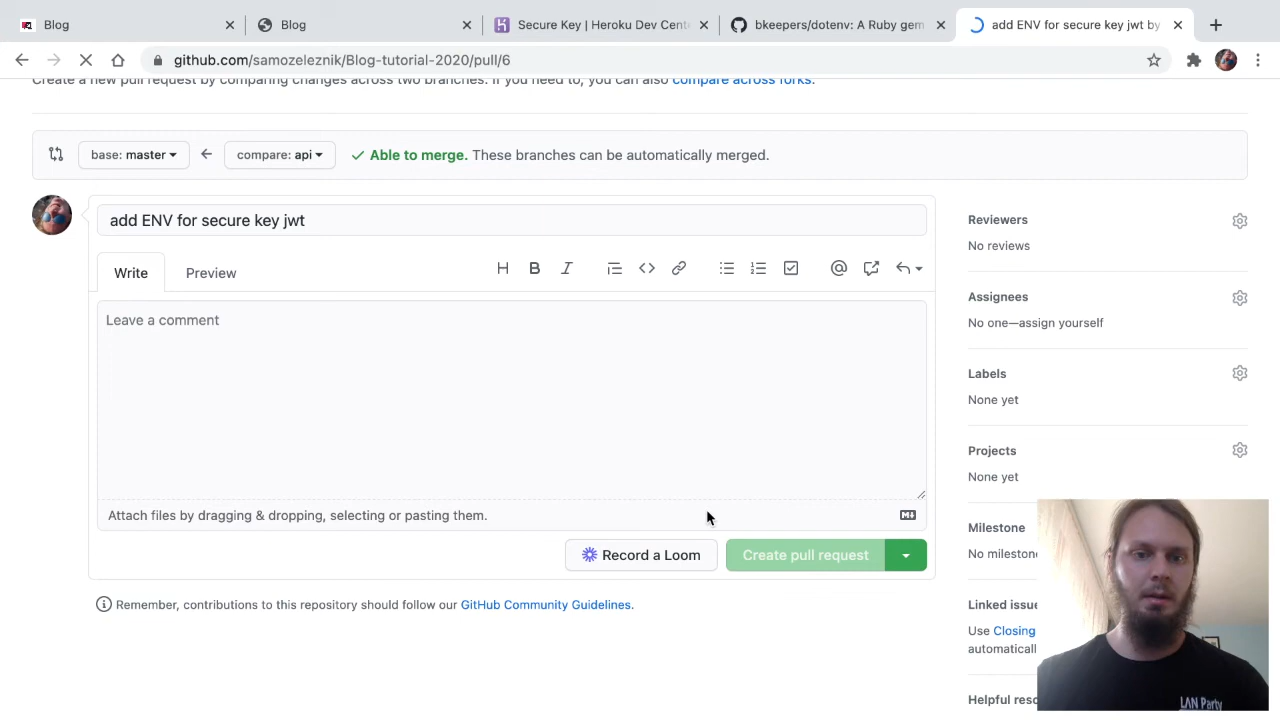 Blog
Blog
Secure Key | Heroku Dev Cent
bkeepers/dotenv: A Ruby gem
add ENV for secure key jwt by
github.com/samozeleznik/Blog-tutorial-2020/pull/6
Create a new pull request by comparing changes across two branches. If you need to, you can also compare across forks.
base: master
compare: api
Able to merge. These branches can be automatically merged.
add ENV for secure key jwt
Write
Preview
Leave a comment
Attach files by dragging & dropping, selecting or pasting them.
Record a Loom
Create pull request
Remember, contributions to this repository should follow our GitHub Community Guidelines.
Reviewers
No reviews
Assignees
No one—assign yourself
Labels
None yet
Projects
None yet
Milestone
No milestone
Linked issue
Use Closing
automaticall
Helpful reso
LAN Party